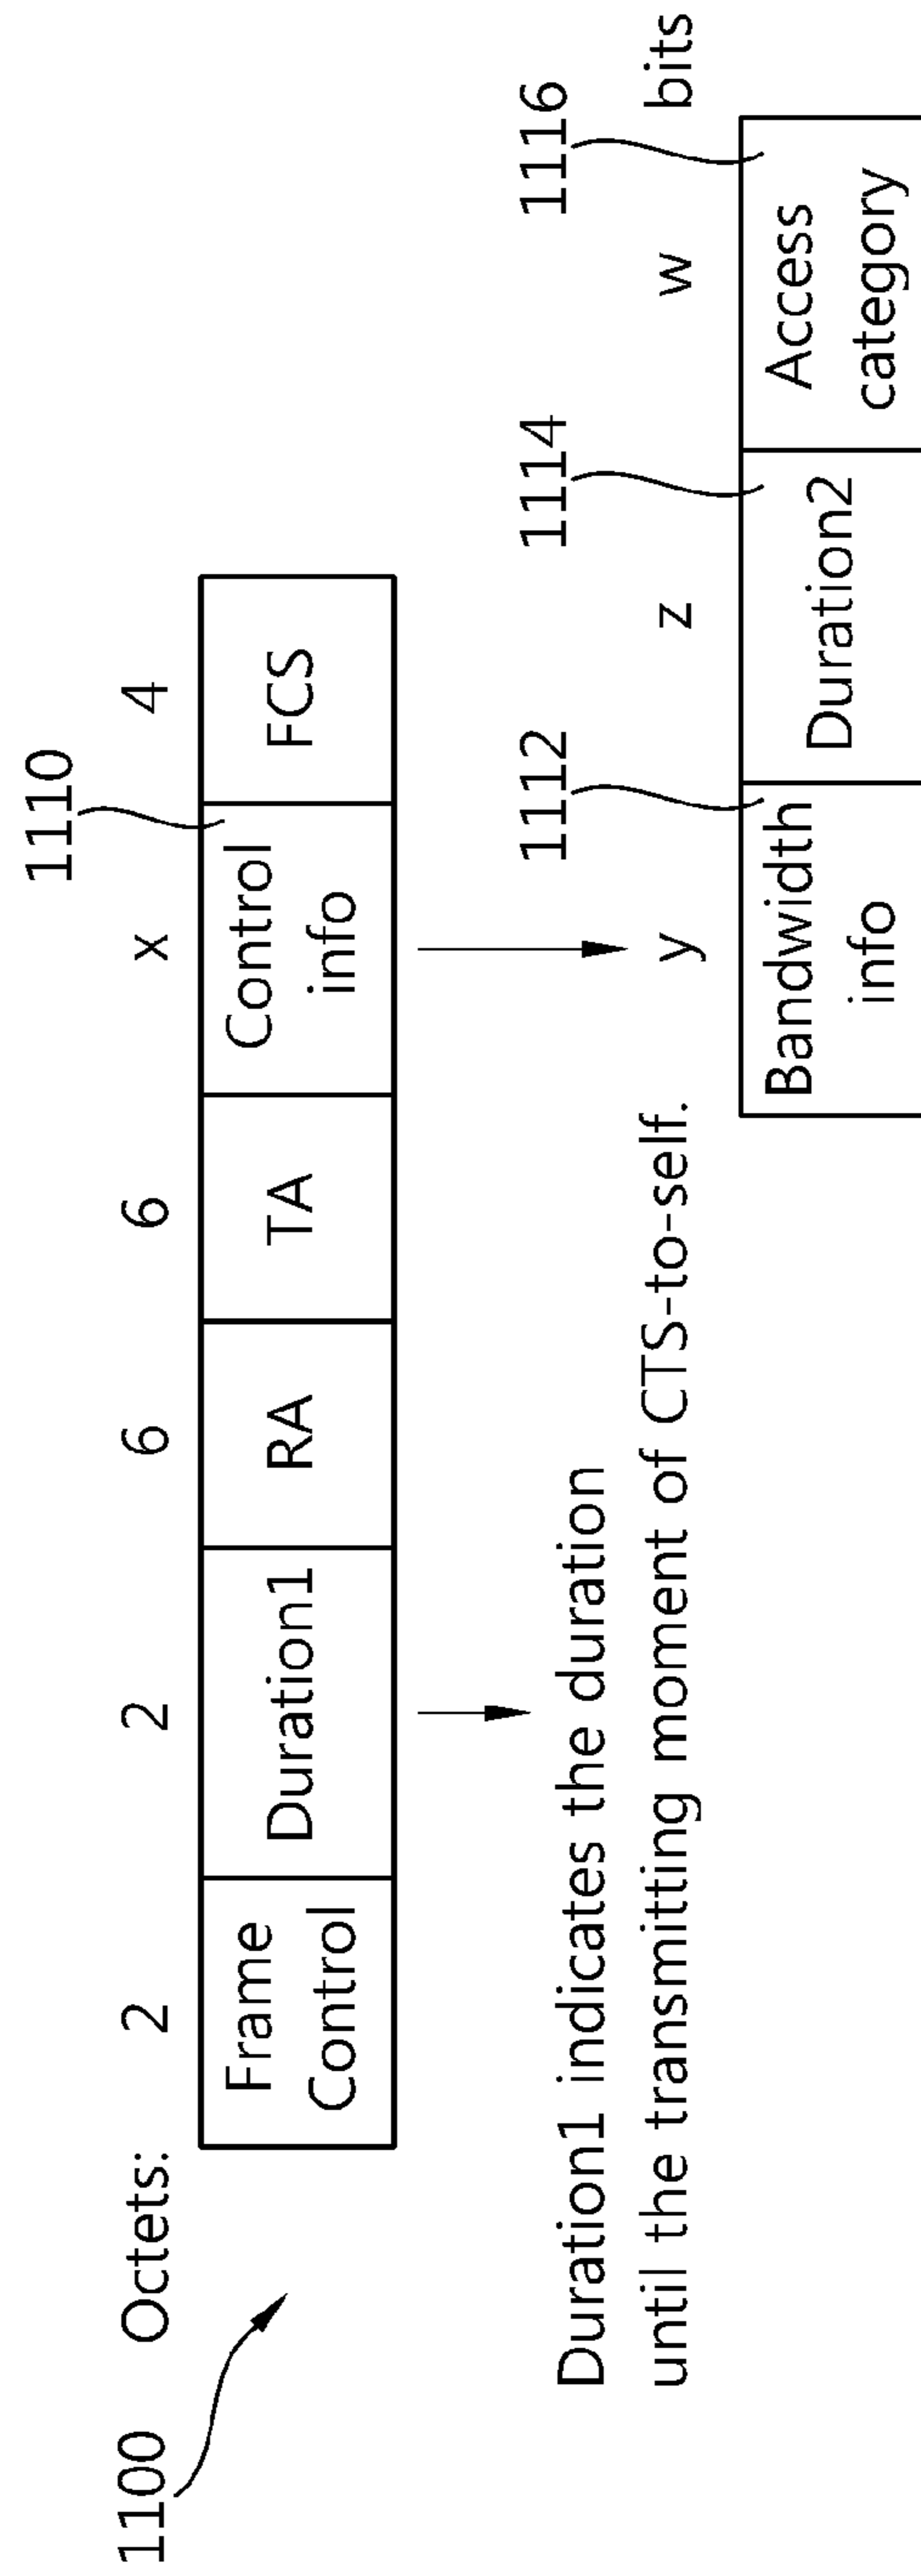 1100
Octets: 2 2 6 6 x 4
1110
Frame Control
Duration1
RA
TA
Control info
FCS
Duration1 indicates the duration
until the transmitting moment of CTS-to-self.
1112 1114 1116
y z w bits
Bandwidth info
Duration2
Access category